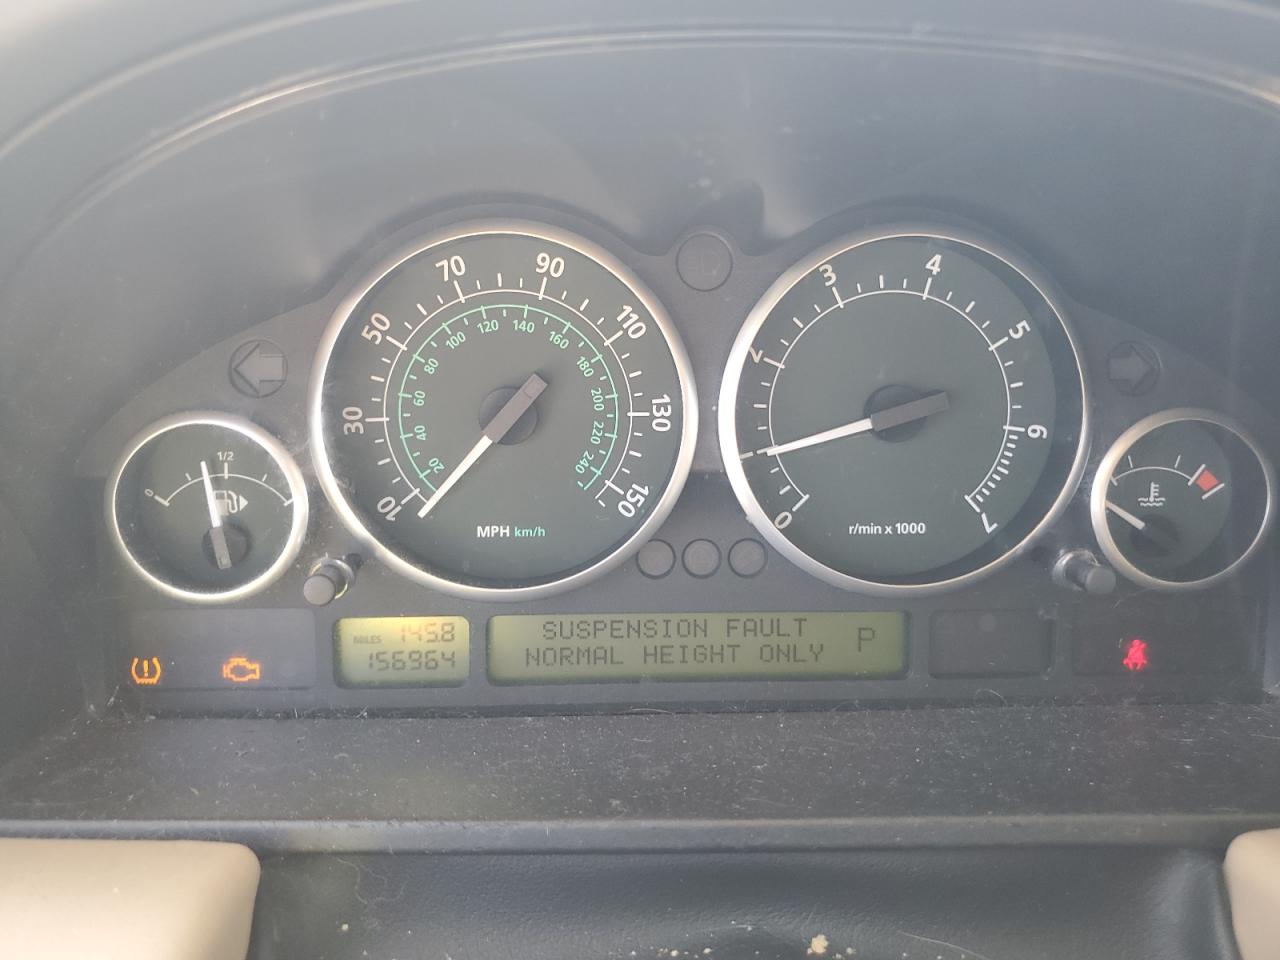 70 90
50 110
30 130
10 150
100 120 140 160
80 180
60 200
40 220
20 240
MPH km/h
3 4
2 5
6
0 7
r/min x 1000
0 1/2
MILES 145.8
156964
SUSPENSION FAULT
NORMAL HEIGHT ONLY
P